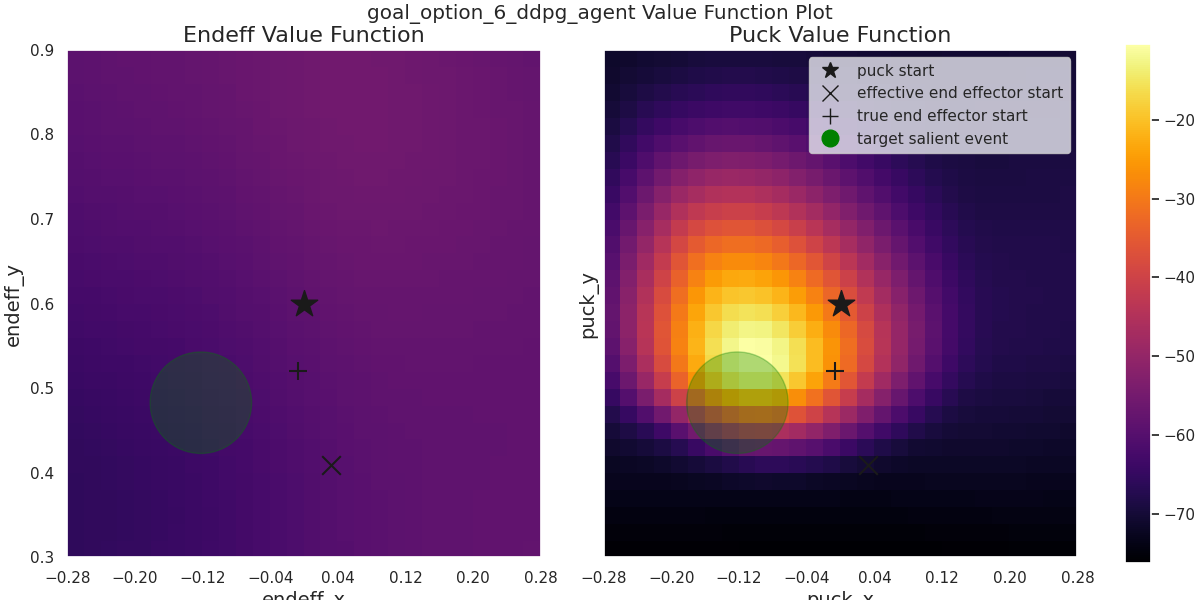 goal_option_6_ddpg_agent Value Function Plot
Endeff Value Function
0.9
0.8
0.7
0.6
0.5
0.4
0.3
endeff_y
−0.28 −0.20 −0.12 −0.04 0.04 0.12 0.20 0.28
endeff_x
Puck Value Function
puck start
effective end effector start
true end effector start
target salient event
puck_y
−0.28 −0.20 −0.12 −0.04 0.04 0.12 0.20 0.28
puck_x
−20
−30
−40
−50
−60
−70